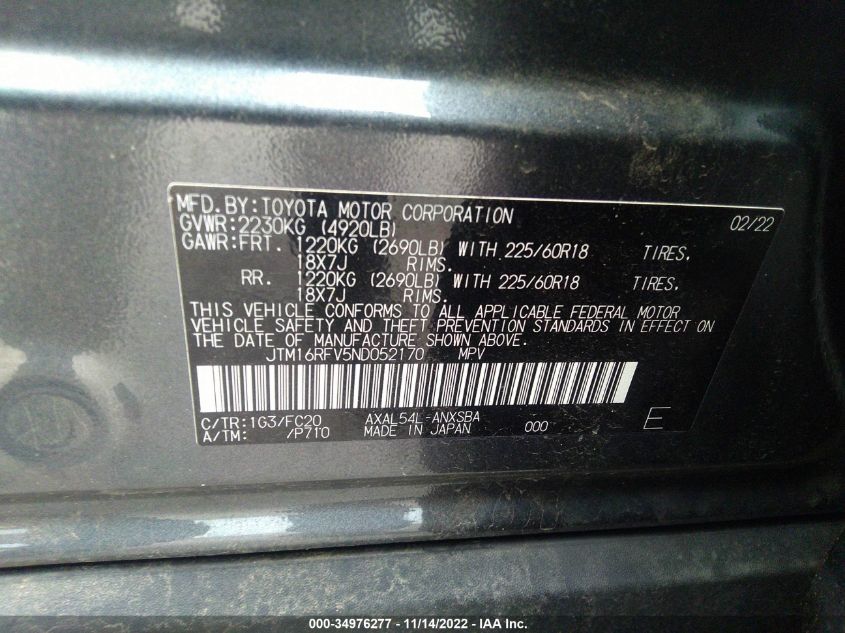 MFD.BY:TOYOTA MOTOR CORPORATION 02/22
GVWR:2230KG (4920LB)
GAWR:FRT. 1220KG (2690LB) WITH 225/60R18 TIRES.
18X7J RIMS.
RR. 1220KG (2690LB) WITH 225/60R18 TIRES.
18X7J RIMS.
THIS VEHICLE CONFORMS TO ALL APPLICABLE FEDERAL MOTOR
VEHICLE SAFETY AND THEFT PREVENTION STANDARDS IN EFFECT ON
THE DATE OF MANUFACTURE SHOWN ABOVE.
JTM16RFV5ND052170 MPV
C/TR:1G3/FC20 AXAL54L-ANXSBA
A/TM: /P710 MADE IN JAPAN 000 E
000-34976277 - 11/14/2022 - IAA Inc.